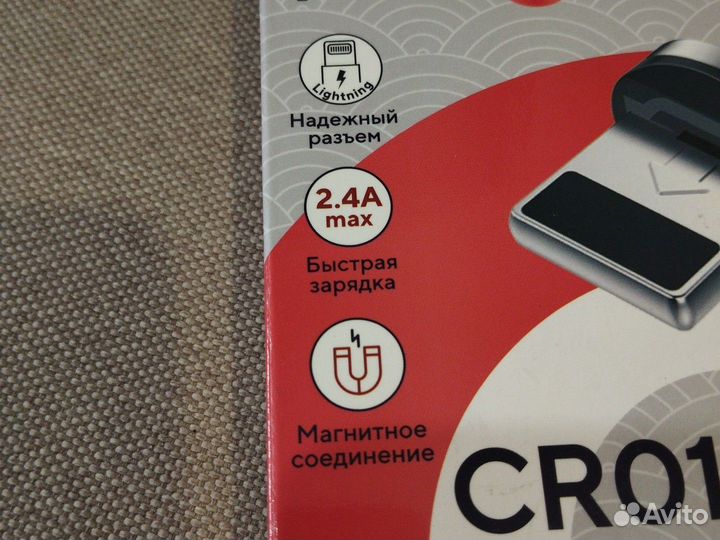 Lightning
Надежный
разъем
2.4A
max
Быстрая
зарядка
Магнитное
соединение
CR01
Avito